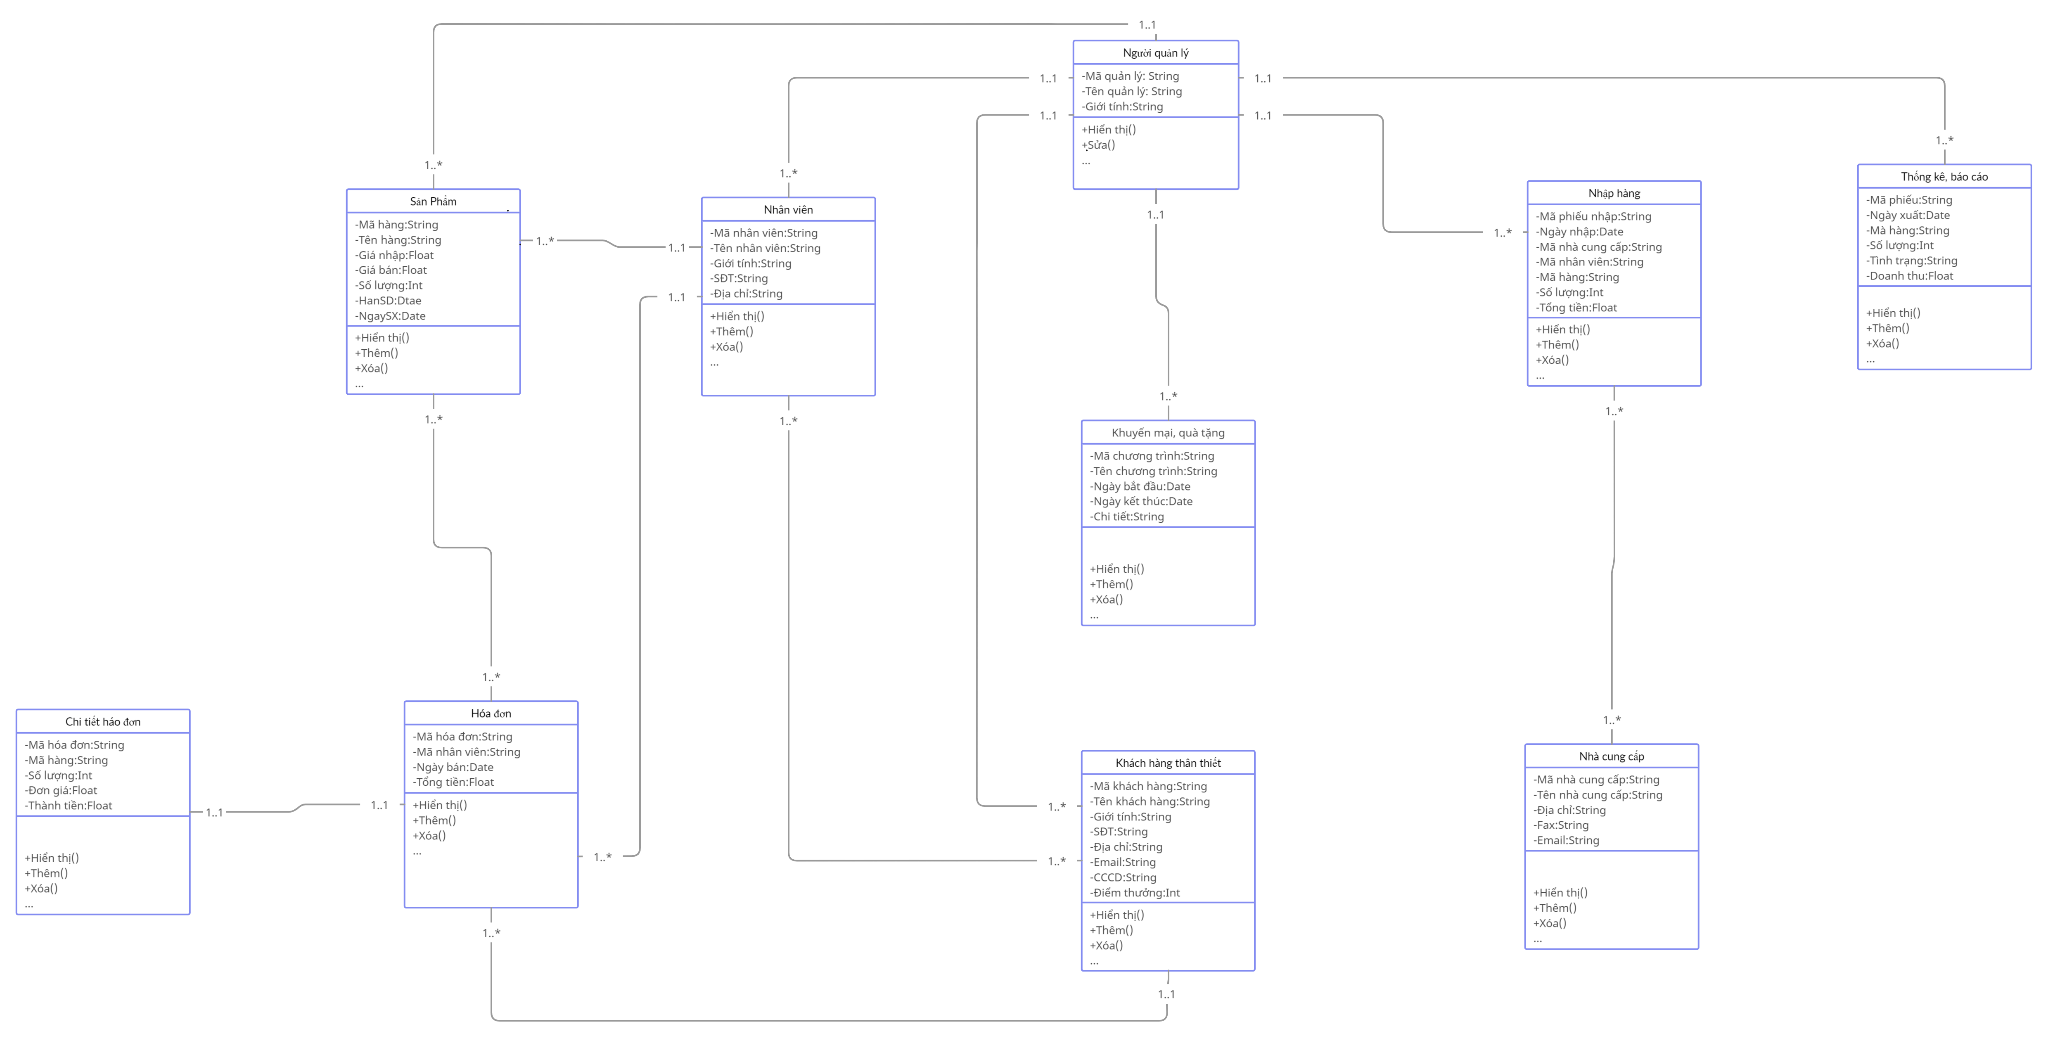 1..1
Người quản lý
-Mã quản lý: String
-Tên quản lý: String
-Giới tính:String
+Hiển thị()
+Sửa()
...
1..1
1..1
1..1
1..1
1..1
1..*
Sản Phẩm
-Mã hàng:String
-Tên hàng:String
-Giá nhập:Float
-Giá bán:Float
-Số lượng:Int
-HanSD:Dtae
-NgaySX:Date
+Hiển thị()
+Thêm()
+Xóa()
...
1..*
1..1
1..1
1..*
1..*
Nhân viên
-Mã nhân viên:String
-Tên nhân viên:String
-Giới tính:String
-SĐT:String
-Địa chỉ:String
+Hiển thị()
+Thêm()
+Xóa()
...
1..*
1..*
Nhập hàng
-Mã phiếu nhập:String
-Ngày nhập:Date
-Mã nhà cung cấp:String
-Mã nhân viên:String
-Mã hàng:String
-Số lượng:Int
-Tổng tiền:Float
+Hiển thị()
+Thêm()
+Xóa()
...
1..*
1..*
Thống kê, báo cáo
-Mã phiếu:String
-Ngày xuất:Date
-Mà hàng:String
-Số lượng:Int
-Tình trạng:String
-Doanh thu:Float
+Hiển thị()
+Thêm()
+Xóa()
...
1..*
Khuyến mại, quà tặng
-Mã chương trình:String
-Tên chương trình:String
-Ngày bắt đầu:Date
-Ngày kết thúc:Date
-Chi tiết:String
+Hiển thị()
+Thêm()
+Xóa()
...
Chi tiết háo đơn
-Mã hóa đơn:String
-Mã hàng:String
-Số lượng:Int
-Đơn giá:Float
-Thành tiền:Float
+Hiển thị()
+Thêm()
+Xóa()
...
1..1
1..1
1..*
Hóa đơn
-Mã hóa đơn:String
-Mã nhân viên:String
-Ngày bán:Date
-Tổng tiền:Float
+Hiển thị()
+Thêm()
+Xóa()
...
1..*
1..*
1..*
1..*
Khách hàng thân thiết
-Mã khách hàng:String
-Tên khách hàng:String
-Giới tính:String
-SĐT:String
-Địa chỉ:String
-Email:String
-CCCD:String
-Điểm thưởng:Int
+Hiển thị()
+Thêm()
+Xóa()
...
1..1
1..*
Nhà cung cấp
-Mã nhà cung cấp:String
-Tên nhà cung cấp:String
-Địa chỉ:String
-Fax:String
-Email:String
+Hiển thị()
+Thêm()
+Xóa()
...